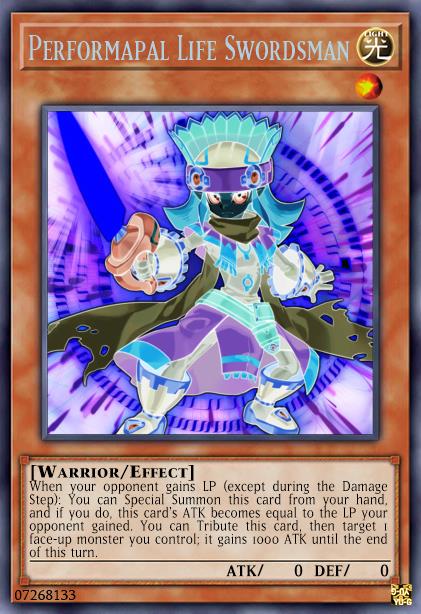 Performapal Life Swordsman
LIGHT
光
[Warrior/Effect]
When your opponent gains LP (except during the Damage
Step): You can Special Summon this card from your hand,
and if you do, this card's ATK becomes equal to the LP your
opponent gained. You can Tribute this card, then target 1
face-up monster you control; it gains 1000 ATK until the end
of this turn.
ATK/ 0 DEF/ 0
07268133